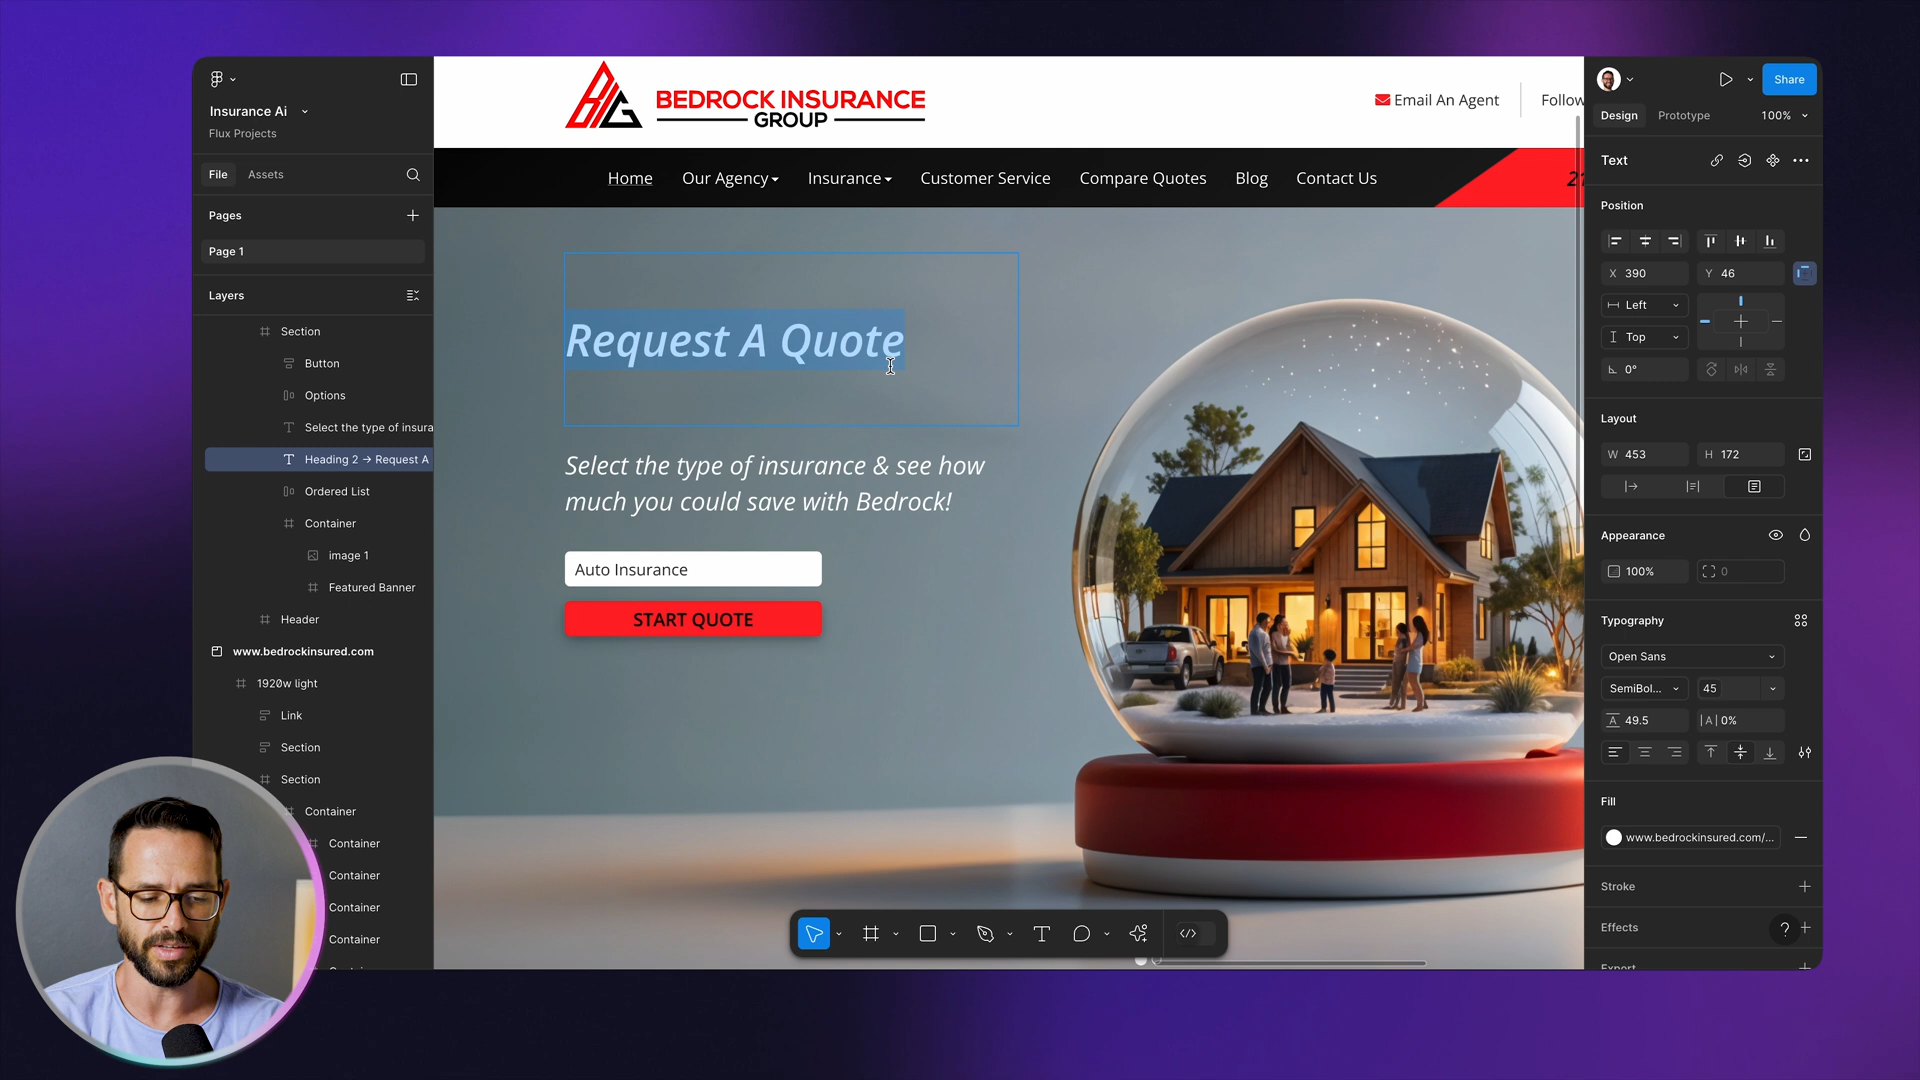 Insurance Ai
Flux Projects
File
Assets
Pages
Page 1
Layers
Section
Button
Options
Select the type of insura
Heading 2 → Request A
Ordered List
Container
image 1
Featured Banner
Header
www.bedrockinsured.com
1920w light
Link
Section
Section
Container
Container
Container
Container
Container
BIG
BEDROCK INSURANCE
GROUP
Email An Agent
Follow
Home
Our Agency
Insurance
Customer Service
Compare Quotes
Blog
Contact Us
Request A Quote
Select the type of insurance & see how
much you could save with Bedrock!
Auto Insurance
START QUOTE
Share
Design
Prototype
100%
Text
Position
X 390
Y 46
Left
Top
0°
Layout
W 453
H 172
Appearance
100%
0
Typography
Open Sans
SemiBol...
45
49.5
0%
Fill
www.bedrockinsured.com/...
Stroke
Effects
?
Export